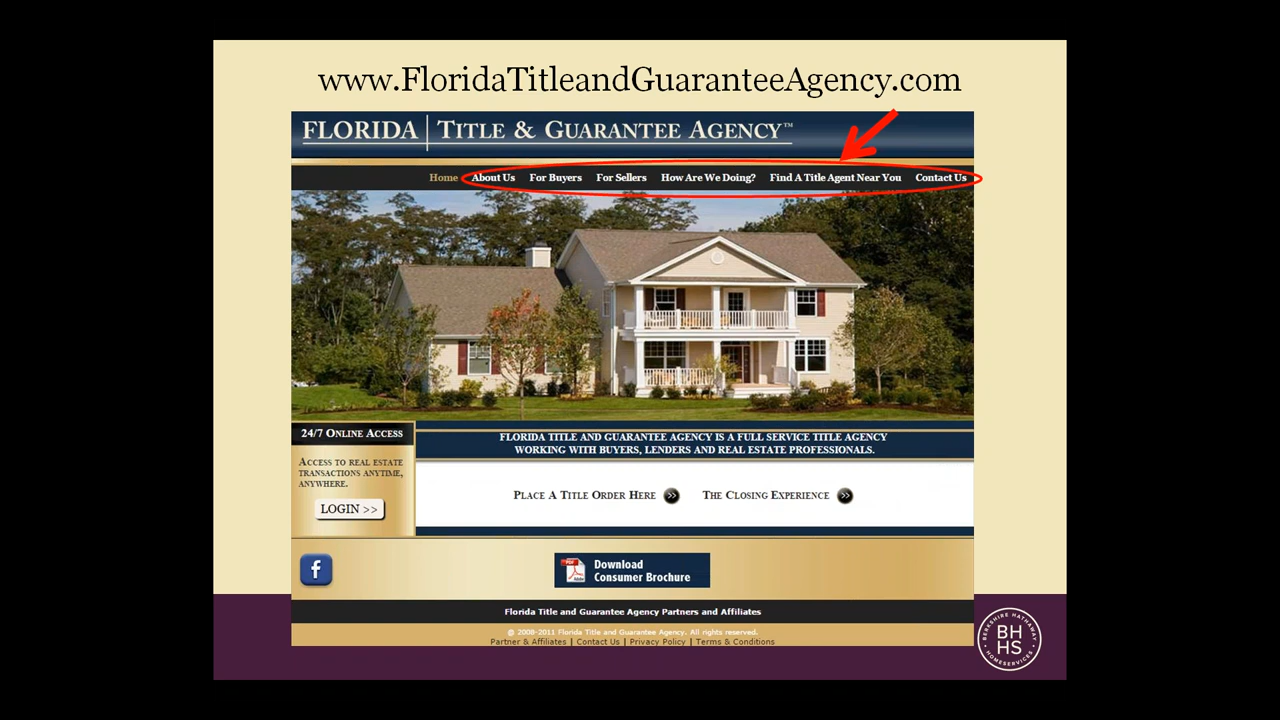 www.FloridaTitleandGuaranteeAgency.com
FLORIDA | TITLE & GUARANTEE AGENCY™
Home About Us For Buyers For Sellers How Are We Doing? Find A Title Agent Near You Contact Us
24/7 ONLINE ACCESS
ACCESS TO REAL ESTATE
TRANSACTIONS ANYTIME,
ANYWHERE.
LOGIN >>
FLORIDA TITLE AND GUARANTEE AGENCY IS A FULL SERVICE TITLE AGENCY
WORKING WITH BUYERS, LENDERS AND REAL ESTATE PROFESSIONALS.
PLACE A TITLE ORDER HERE >> THE CLOSING EXPERIENCE >>
f
PDF
Download
Consumer Brochure
Florida Title and Guarantee Agency Partners and Affiliates
@ 2008-2011 Florida Title and Guarantee Agency. All rights reserved.
Partner & Affiliates | Contact Us | Privacy Policy | Terms & Conditions
BERKSHIRE HATHAWAY
BH
HS
HOMESERVICES